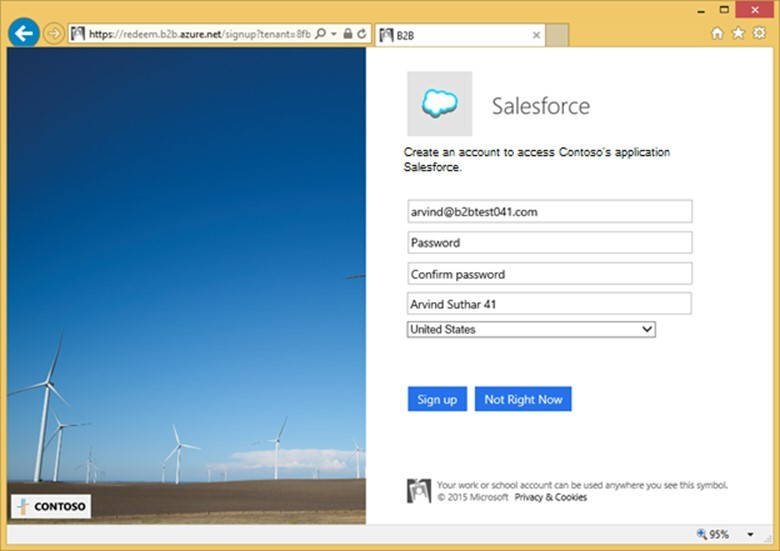 https://redeem.b2b.azure.net/signup?tenant=8fb
B2B
Salesforce
Create an account to access Contoso's application
Salesforce.
arvind@b2btest041.com
Password
Confirm password
Arvind Suthar 41
United States
Sign up
Not Right Now
Your work or school account can be used anywhere you see this symbol.
© 2015 Microsoft Privacy & Cookies
CONTOSO
95%